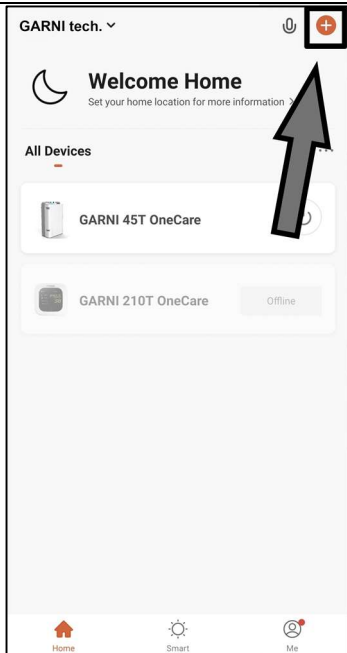 GARNI tech.
Welcome Home
Set your home location for more information >
All Devices
GARNI 45T OneCare
GARNI 210T OneCare
Offline
Home
Smart
Me